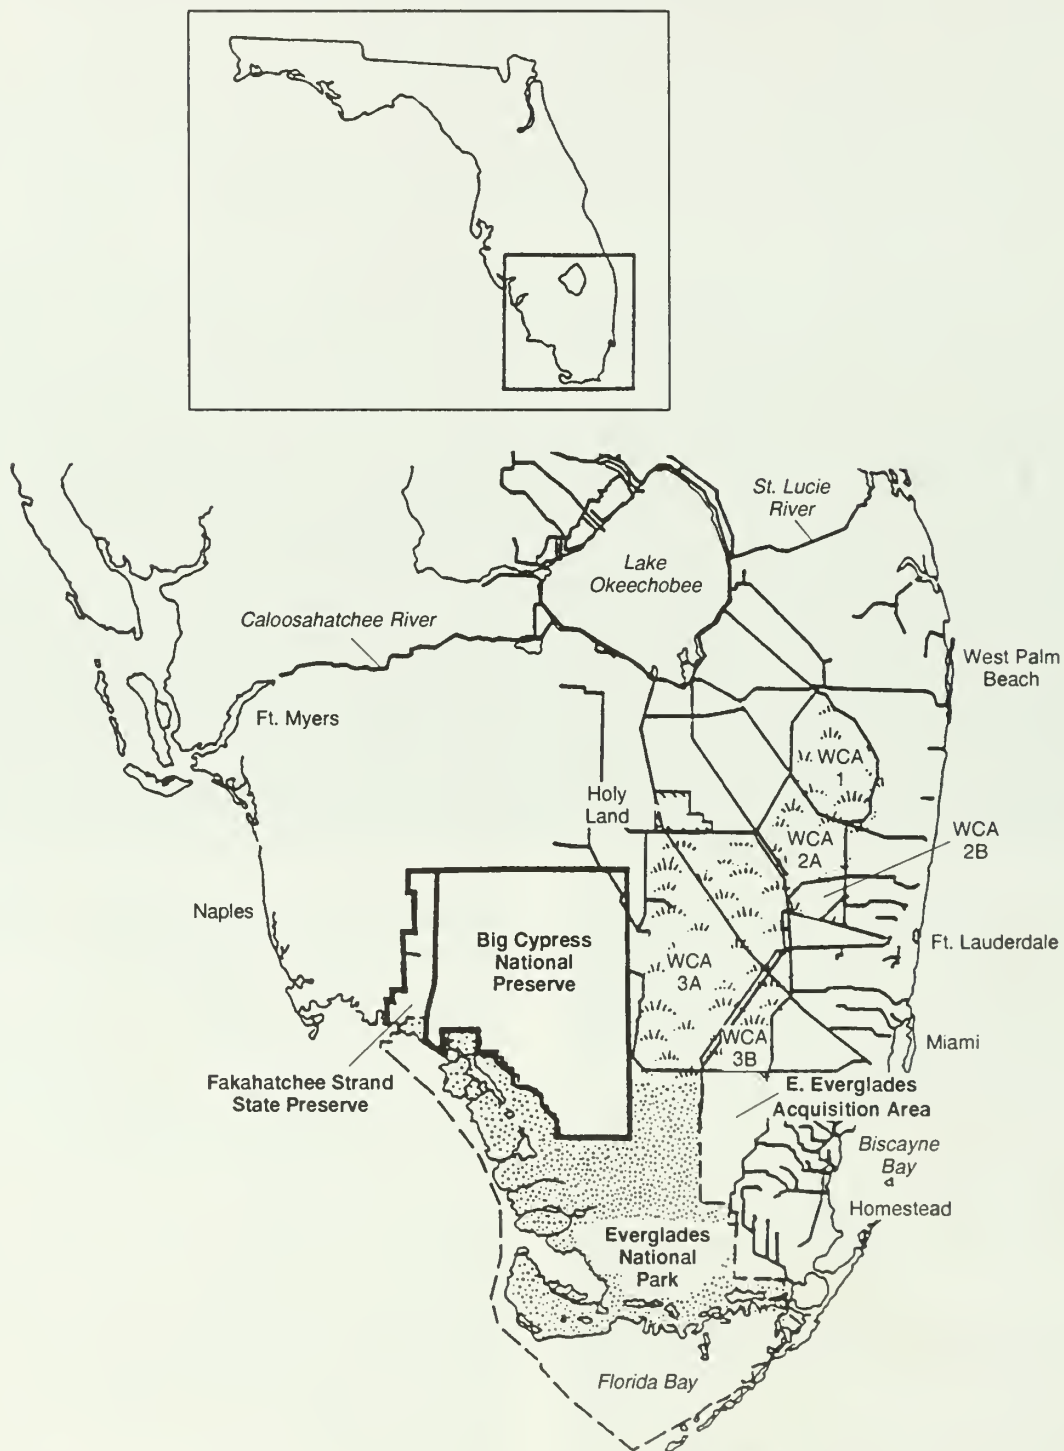 St. Lucie
River
Lake
Okeechobee
Caloosahatchee River
West Palm
Beach
Ft. Myers
WCA
1
Holy
Land
WCA
2A
WCA
2B
Naples
Big Cypress
National
Preserve
Ft. Lauderdale
WCA
3A
WCA
3B
Miami
Fakahatchee Strand
State Preserve
E. Everglades
Acquisition Area
Biscayne
Bay
Homestead
Everglades
National
Park
Florida Bay